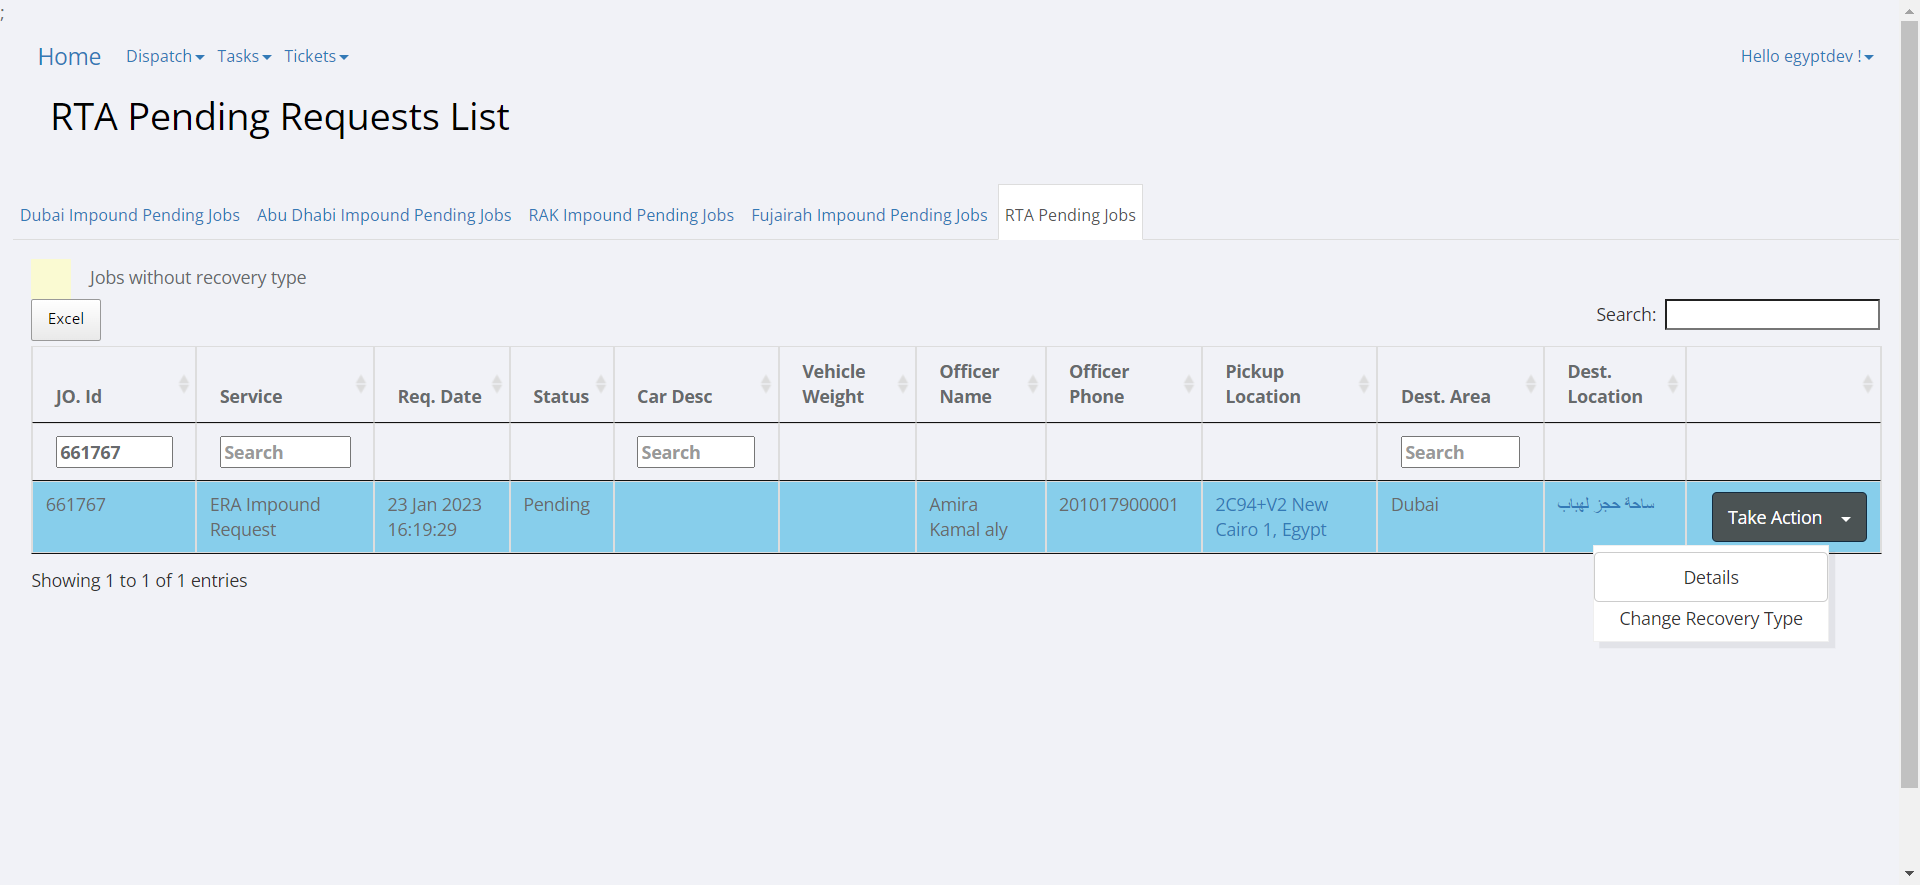 ;
Home Dispatch Tasks Tickets Hello egyptdev !
RTA Pending Requests List
Dubai Impound Pending Jobs Abu Dhabi Impound Pending Jobs RAK Impound Pending Jobs Fujairah Impound Pending Jobs RTA Pending Jobs
Jobs without recovery type
Excel
Search:
JO. Id
Service
Req. Date
Status
Car Desc
Vehicle
Weight
Officer
Name
Officer
Phone
Pickup
Location
Dest. Area
Dest.
Location
661767
Search
Search
Search
661767
ERA Impound
Request
23 Jan 2023
16:19:29
Pending
Amira
Kamal aly
201017900001
2C94+V2 New
Cairo 1, Egypt
Dubai
ساحة حجز لهباب
Take Action
Details
Change Recovery Type
Showing 1 to 1 of 1 entries